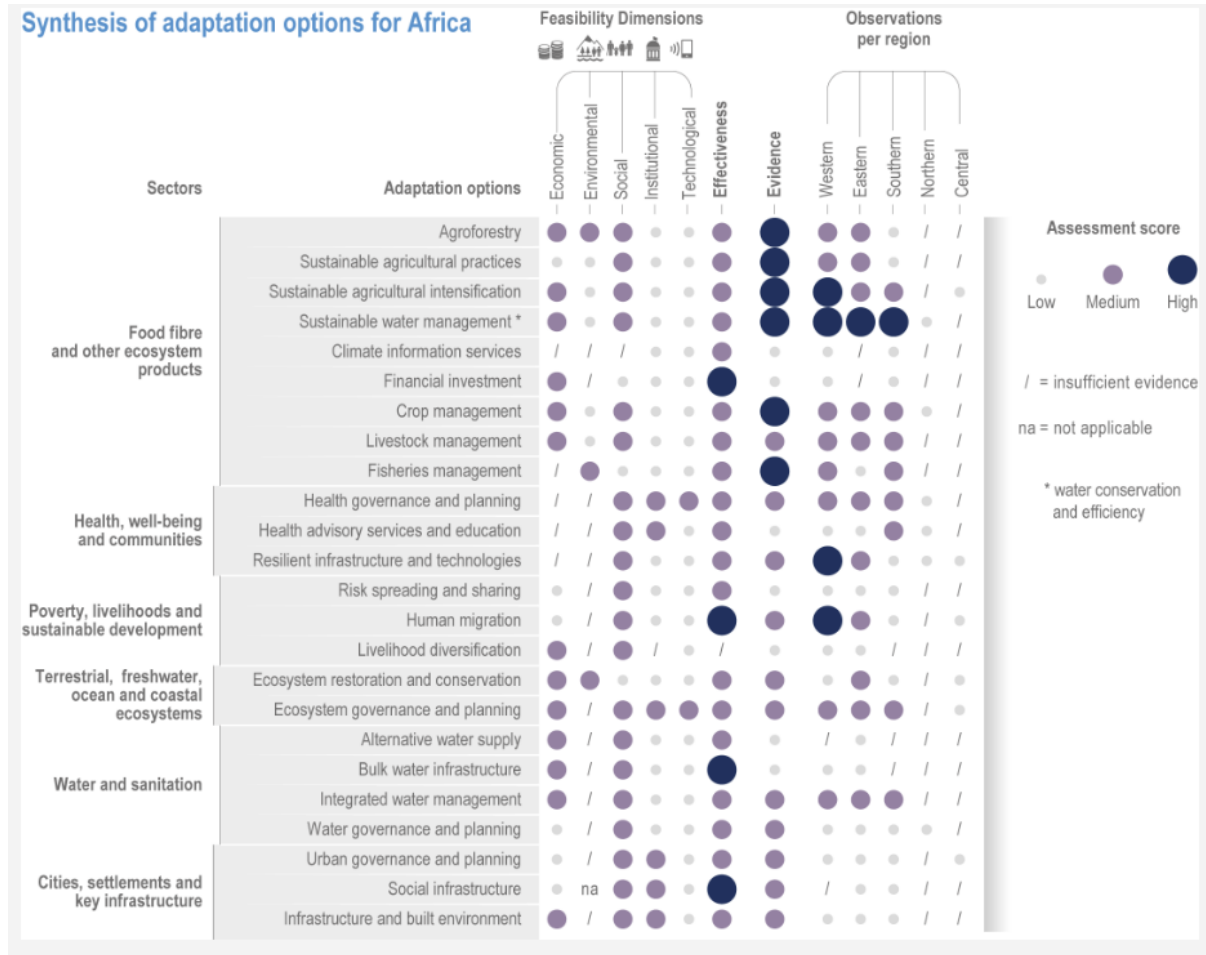 Synthesis of adaptation options for Africa
Feasibility Dimensions
Observations
per region
Sectors
Adaptation options
Economic
Environmental
Social
Institutional
Technological
Effectiveness
Evidence
Western
Eastern
Southern
Northern
Central
Food fibre
and other ecosystem
products
Agroforestry / /
Sustainable agricultural practices / /
Sustainable agricultural intensification /
Sustainable water management * /
Climate information services / / / / / /
Financial investment / / / /
Crop management /
Livestock management / /
Fisheries management / / /
Health, well-being
and communities
Health governance and planning / / /
Health advisory services and education / / /
Resilient infrastructure and technologies / /
Poverty, livelihoods and
sustainable development
Risk spreading and sharing / / /
Human migration / /
Livelihood diversification / / / / / /
Terrestrial, freshwater,
ocean and coastal
ecosystems
Ecosystem restoration and conservation /
Ecosystem governance and planning / /
Water and sanitation
Alternative water supply / / / / /
Bulk water infrastructure / / / /
Integrated water management / / /
Water governance and planning / /
Cities, settlements and
key infrastructure
Urban governance and planning / /
Social infrastructure na / / /
Infrastructure and built environment / / /
Assessment score
Low
Medium
High
/ = insufficient evidence
na = not applicable
* water conservation
and efficiency